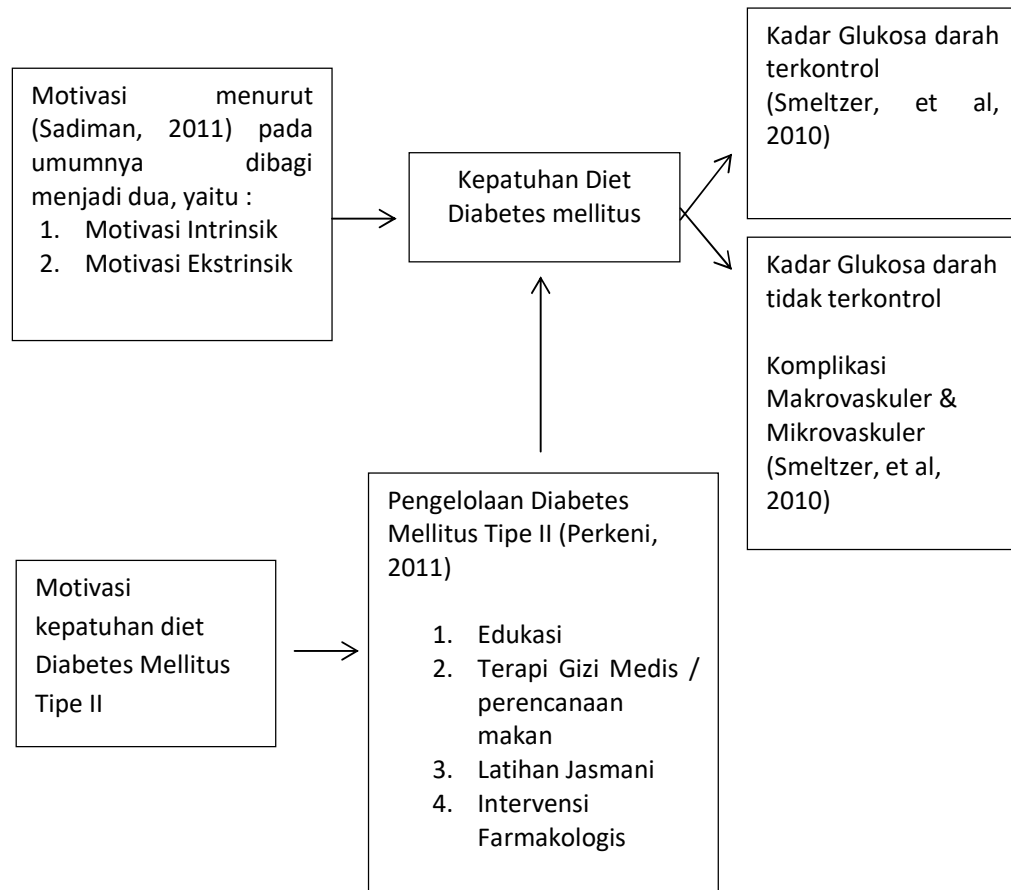 Motivasi menurut
(Sadiman, 2011) pada
umumnya dibagi
menjadi dua, yaitu :
1. Motivasi Intrinsik
2. Motivasi Ekstrinsik
Kepatuhan Diet
Diabetes mellitus
Kadar Glukosa darah
terkontrol
(Smeltzer, et al,
2010)
Kadar Glukosa darah
tidak terkontrol
Komplikasi
Makrovaskuler &
Mikrovaskuler
(Smeltzer, et al,
2010)
Motivasi
kepatuhan diet
Diabetes Mellitus
Tipe II
Pengelolaan Diabetes
Mellitus Tipe II (Perkeni,
2011)
1. Edukasi
2. Terapi Gizi Medis /
perencanaan
makan
3. Latihan Jasmani
4. Intervensi
Farmakologis